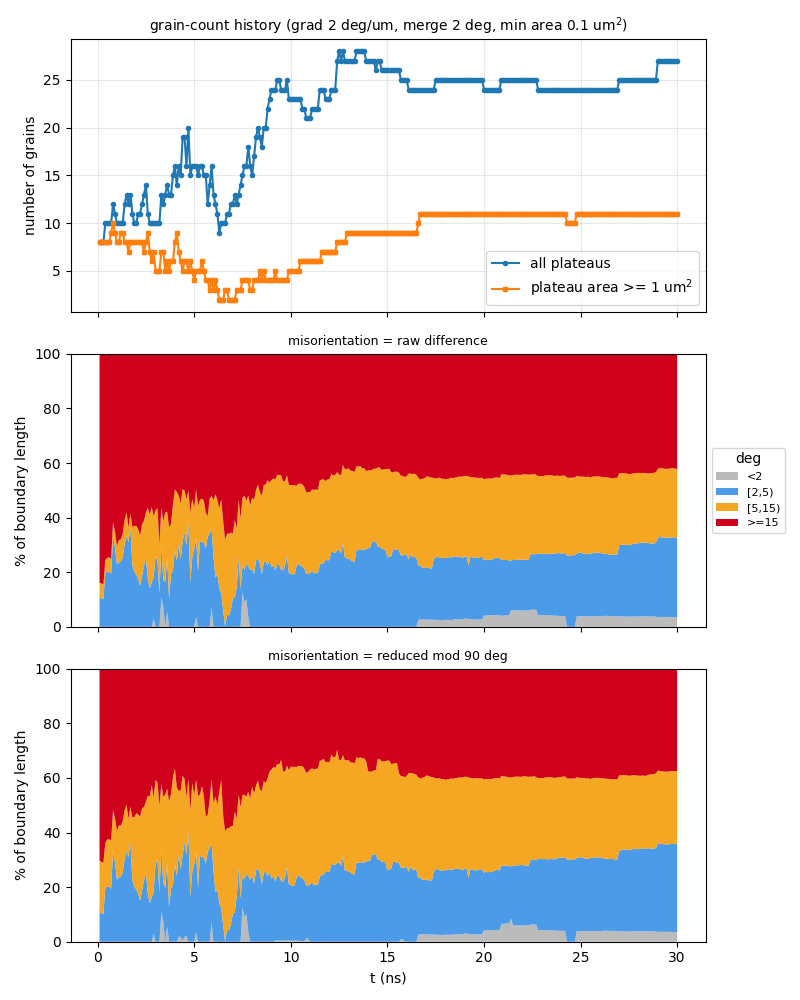 grain-count history (grad 2 deg/um, merge 2 deg, min area 0.1 um²)
number of grains
25
20
15
10
5
all plateaus
plateau area >= 1 um²
misorientation = raw difference
% of boundary length
100
80
60
40
20
0
deg
<2
[2,5)
[5,15)
>=15
misorientation = reduced mod 90 deg
% of boundary length
100
80
60
40
20
0
0 5 10 15 20 25 30
t (ns)